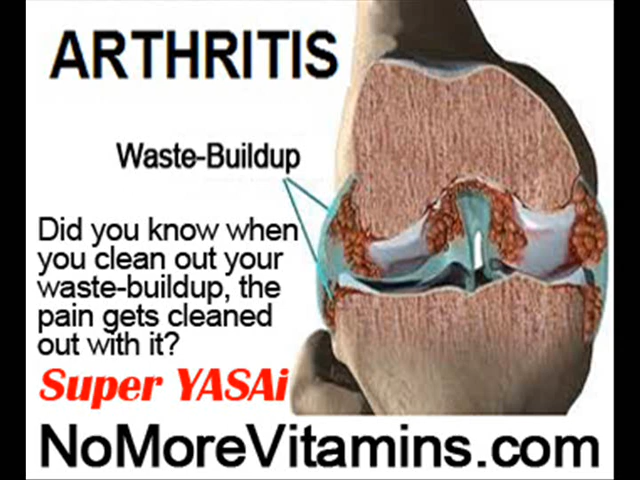 ARTHRITIS
Waste-Buildup
Did you know when
you clean out your
waste-buildup, the
pain gets cleaned
out with it?
Super YASAi
NoMoreVitamins.com